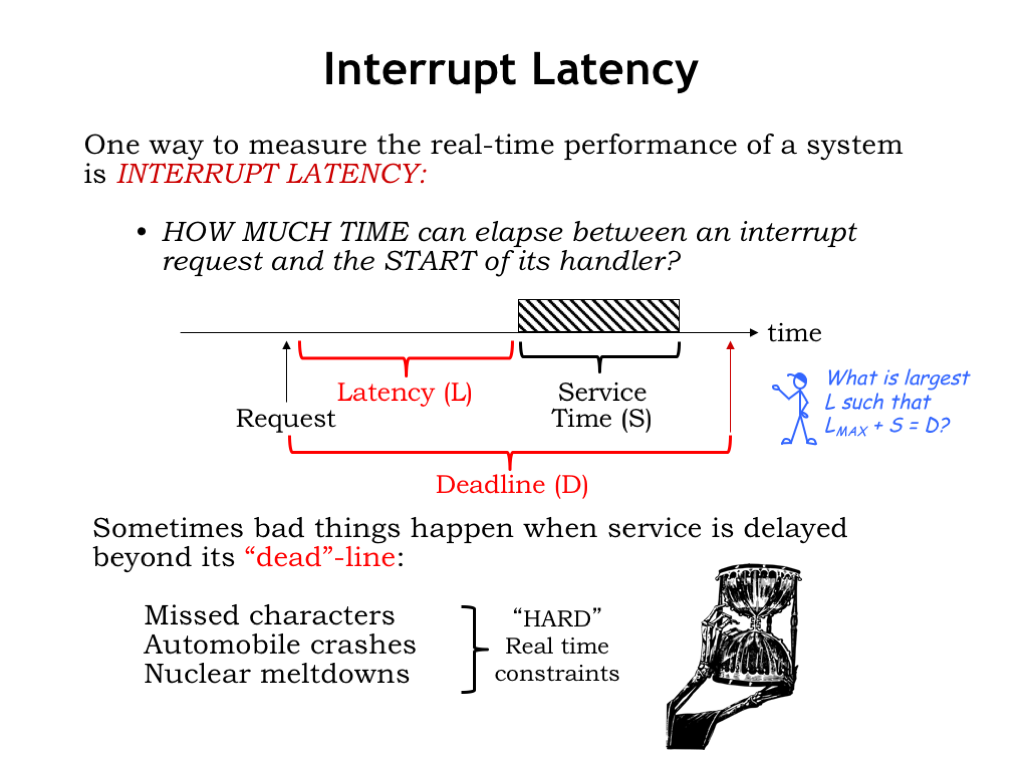 Interrupt Latency
One way to measure the real-time performance of a system
is INTERRUPT LATENCY:
• HOW MUCH TIME can elapse between an interrupt
request and the START of its handler?
time
Latency (L)
Request
Service
Time (S)
What is largest
L such that
LMAX + S = D?
Deadline (D)
Sometimes bad things happen when service is delayed
beyond its “dead”-line:
Missed characters
Automobile crashes
Nuclear meltdowns
“HARD”
Real time
constraints